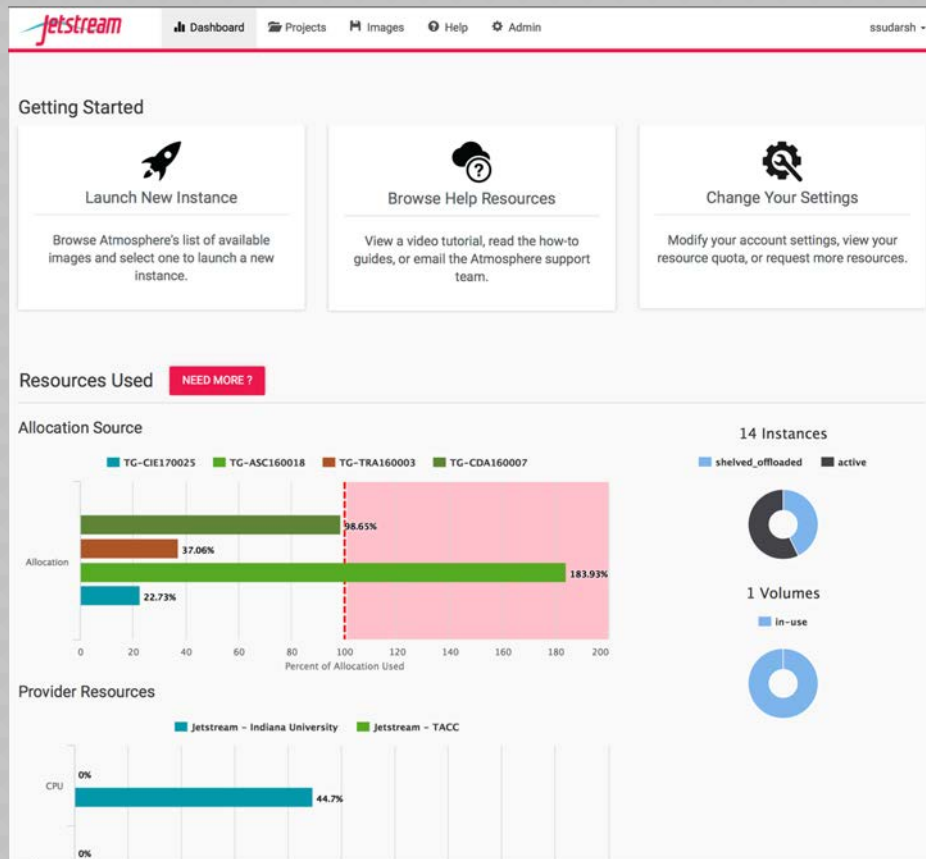 Jetstream
Dashboard Projects Images Help Admin ssudarsh
Getting Started
Launch New Instance
Browse Atmosphere's list of available
images and select one to launch a new
instance.
Browse Help Resources
View a video tutorial, read the how-to
guides, or email the Atmosphere support
team.
Change Your Settings
Modify your account settings, view your
resource quota, or request more resources.
Resources Used NEED MORE ?
Allocation Source
TG-CIE170025 TG-ASC160018 TG-TRA160003 TG-CDA160007
98.65%
37.06%
Allocation
183.93%
22.73%
0 20 40 60 80 100 120 140 160 180 200
Percent of Allocation Used
14 Instances
shelved_offloaded active
1 Volumes
in-use
Provider Resources
Jetstream - Indiana University Jetstream - TACC
0%
CPU
44.7%
0%